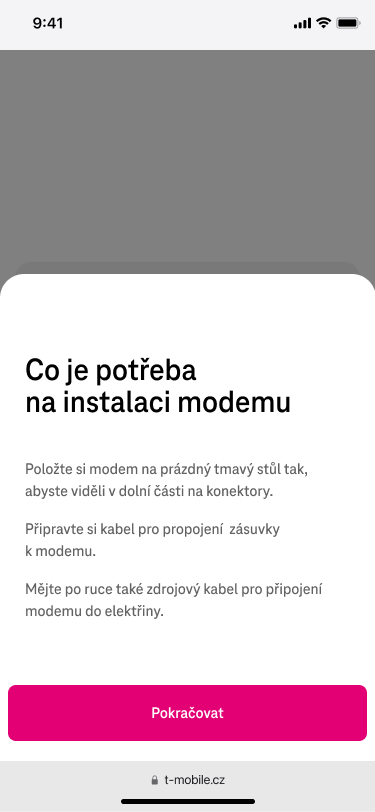 9:41
Co je potřeba
na instalaci modemu
Položte si modem na prázdný tmavý stůl tak,
abyste viděli v dolní části na konektory.
Připravte si kabel pro propojení  zásuvky
k modemu.
Mějte po ruce také zdrojový kabel pro připojení
modemu do elektřiny.
Pokračovat
t-mobile.cz